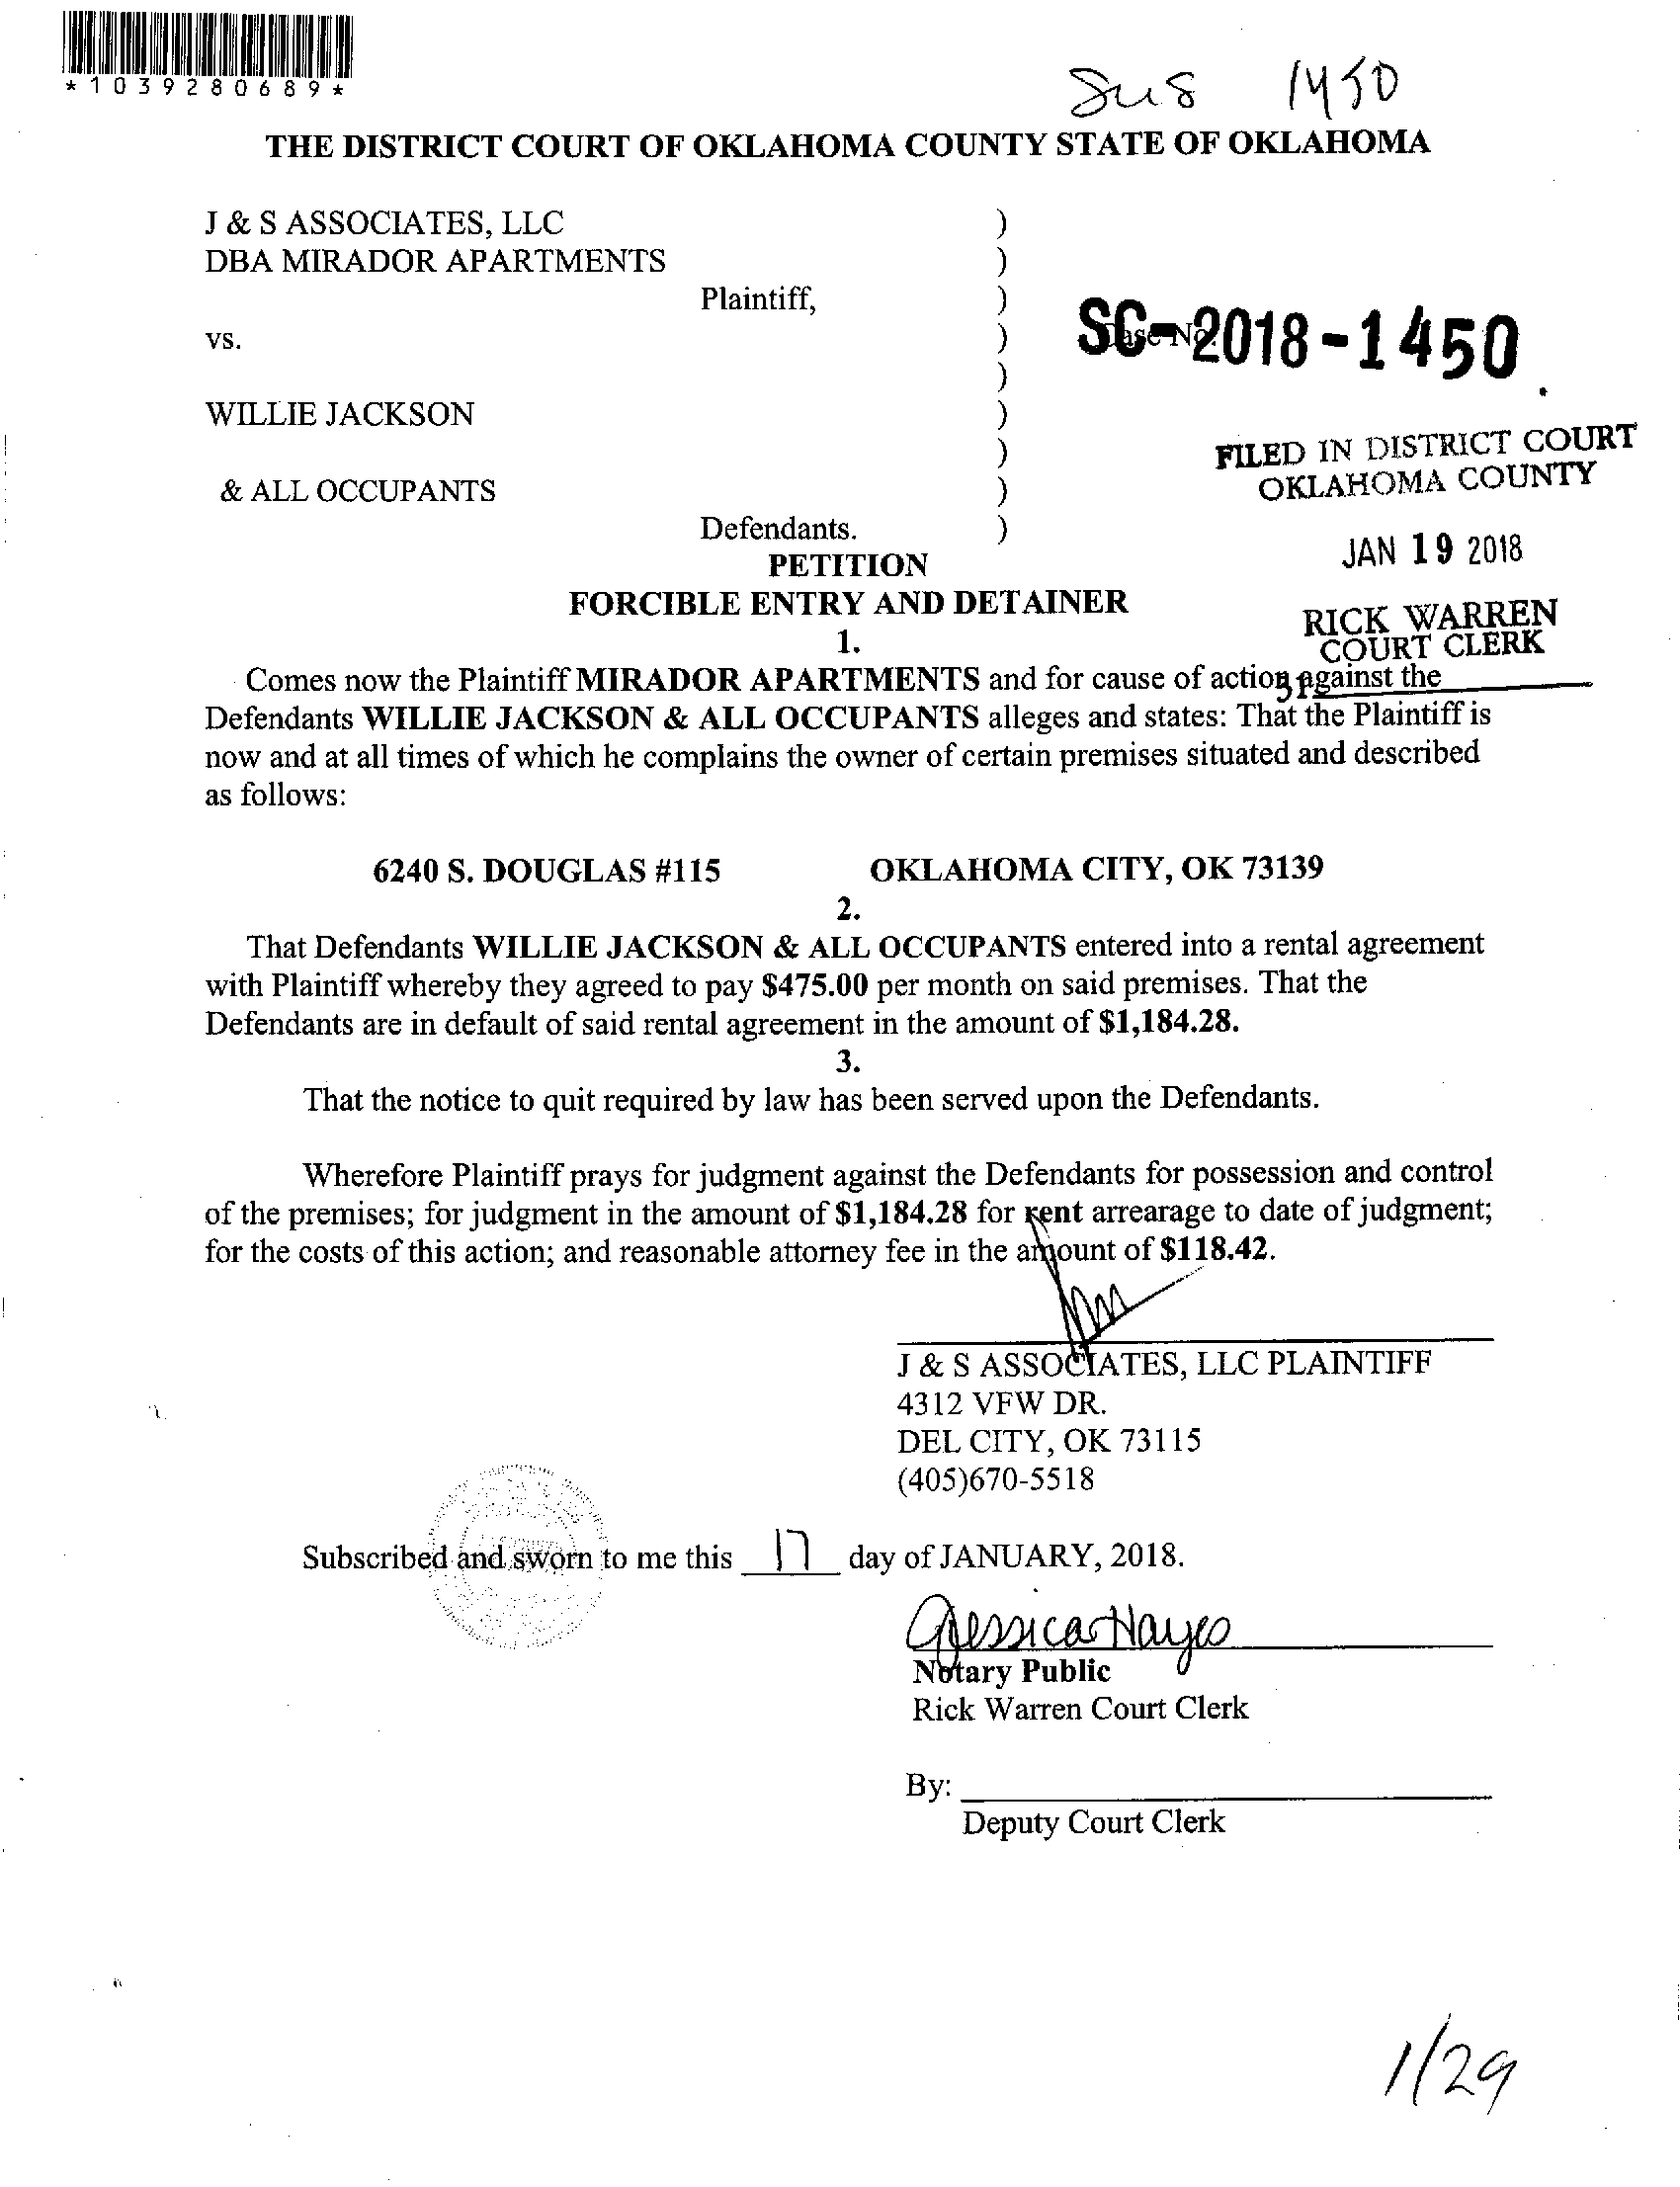 *1039280689*
Sus 1450
THE DISTRICT COURT OF OKLAHOMA COUNTY STATE OF OKLAHOMA
J & S ASSOCIATES, LLC )
DBA MIRADOR APARTMENTS )
Plaintiff, )
vs. ) Case No. SC-2018-1450
)
WILLIE JACKSON )
)
& ALL OCCUPANTS )
Defendants. )
FILED IN DISTRICT COURT
OKLAHOMA COUNTY
JAN 19 2018
RICK WARREN
COURT CLERK
PETITION
FORCIBLE ENTRY AND DETAINER
1.
Comes now the Plaintiff MIRADOR APARTMENTS and for cause of action against the
Defendants WILLIE JACKSON & ALL OCCUPANTS alleges and states: That the Plaintiff is
now and at all times of which he complains the owner of certain premises situated and described
as follows:
6240 S. DOUGLAS #115 OKLAHOMA CITY, OK 73139
2.
That Defendants WILLIE JACKSON & ALL OCCUPANTS entered into a rental agreement
with Plaintiff whereby they agreed to pay $475.00 per month on said premises. That the
Defendants are in default of said rental agreement in the amount of $1,184.28.
3.
That the notice to quit required by law has been served upon the Defendants.
Wherefore Plaintiff prays for judgment against the Defendants for possession and control
of the premises; for judgment in the amount of $1,184.28 for rent arrearage to date of judgment;
for the costs of this action; and reasonable attorney fee in the amount of $118.42.
J & S ASSOCIATES, LLC PLAINTIFF
4312 VFW DR.
DEL CITY, OK 73115
(405)670-5518
Subscribed and sworn to me this 17 day of JANUARY, 2018.
Jessica Hayes
Notary Public
Rick Warren Court Clerk
By:
Deputy Court Clerk
1/29